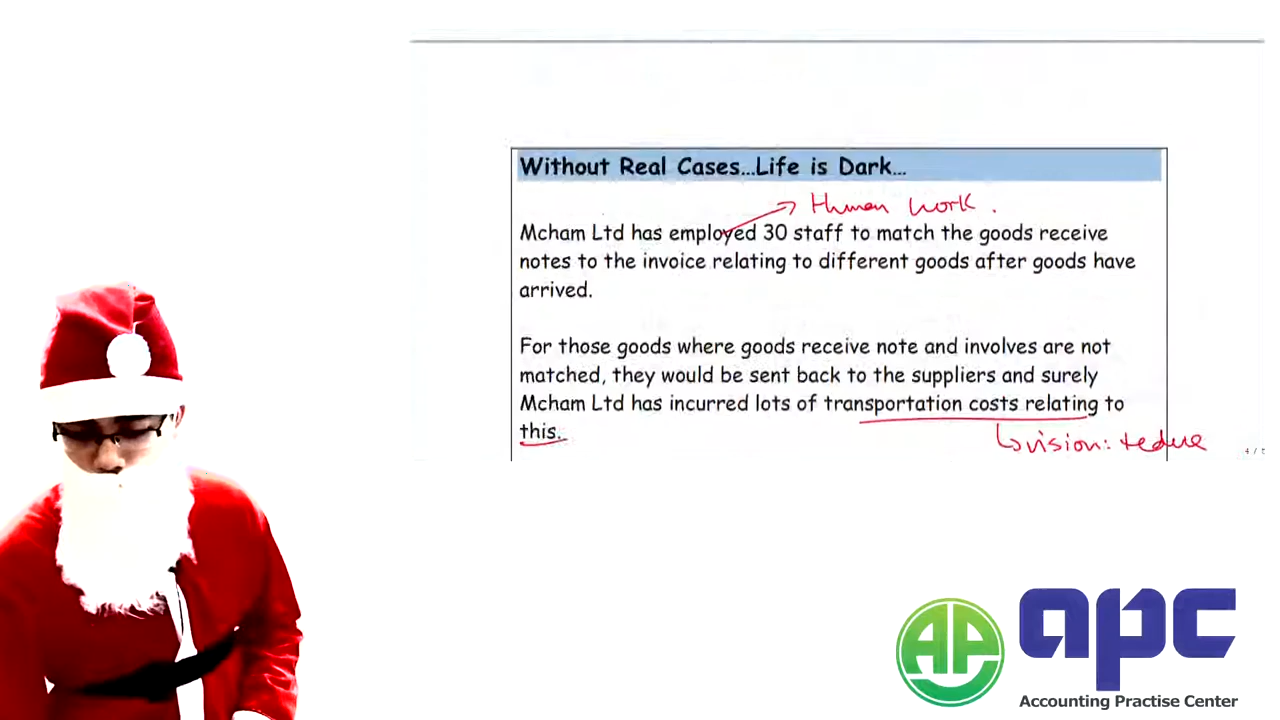 Without Real Cases...Life is Dark...
Human work.
Mcham Ltd has employed 30 staff to match the goods receive
notes to the invoice relating to different goods after goods have
arrived.
For those goods where goods receive note and involves are not
matched, they would be sent back to the suppliers and surely
Mcham Ltd has incurred lots of transportation costs relating to
this.
vision: reduce
4 /
AP
apc
Accounting Practise Center